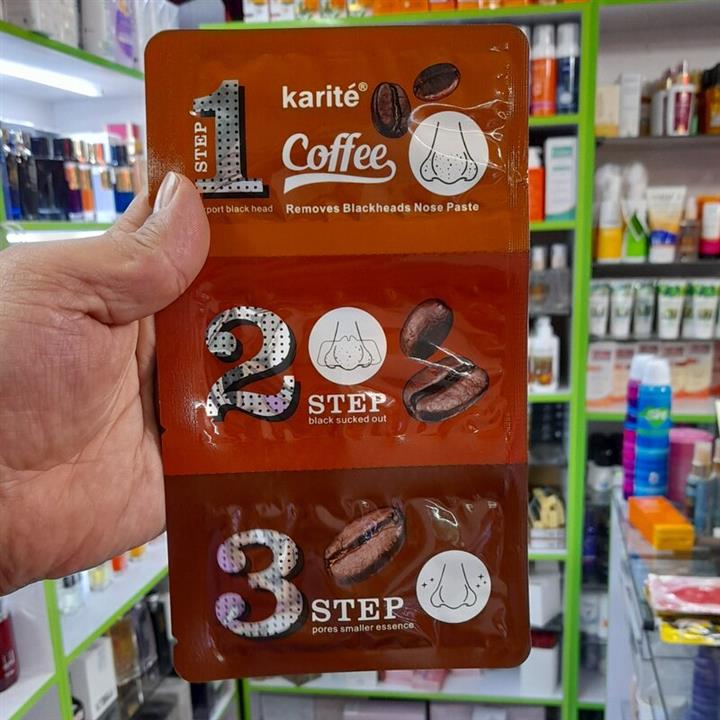 STEP 1
karité®
Coffee
port black head
Removes Blackheads Nose Paste
2
STEP
black sucked out
3
STEP
pores smaller essence